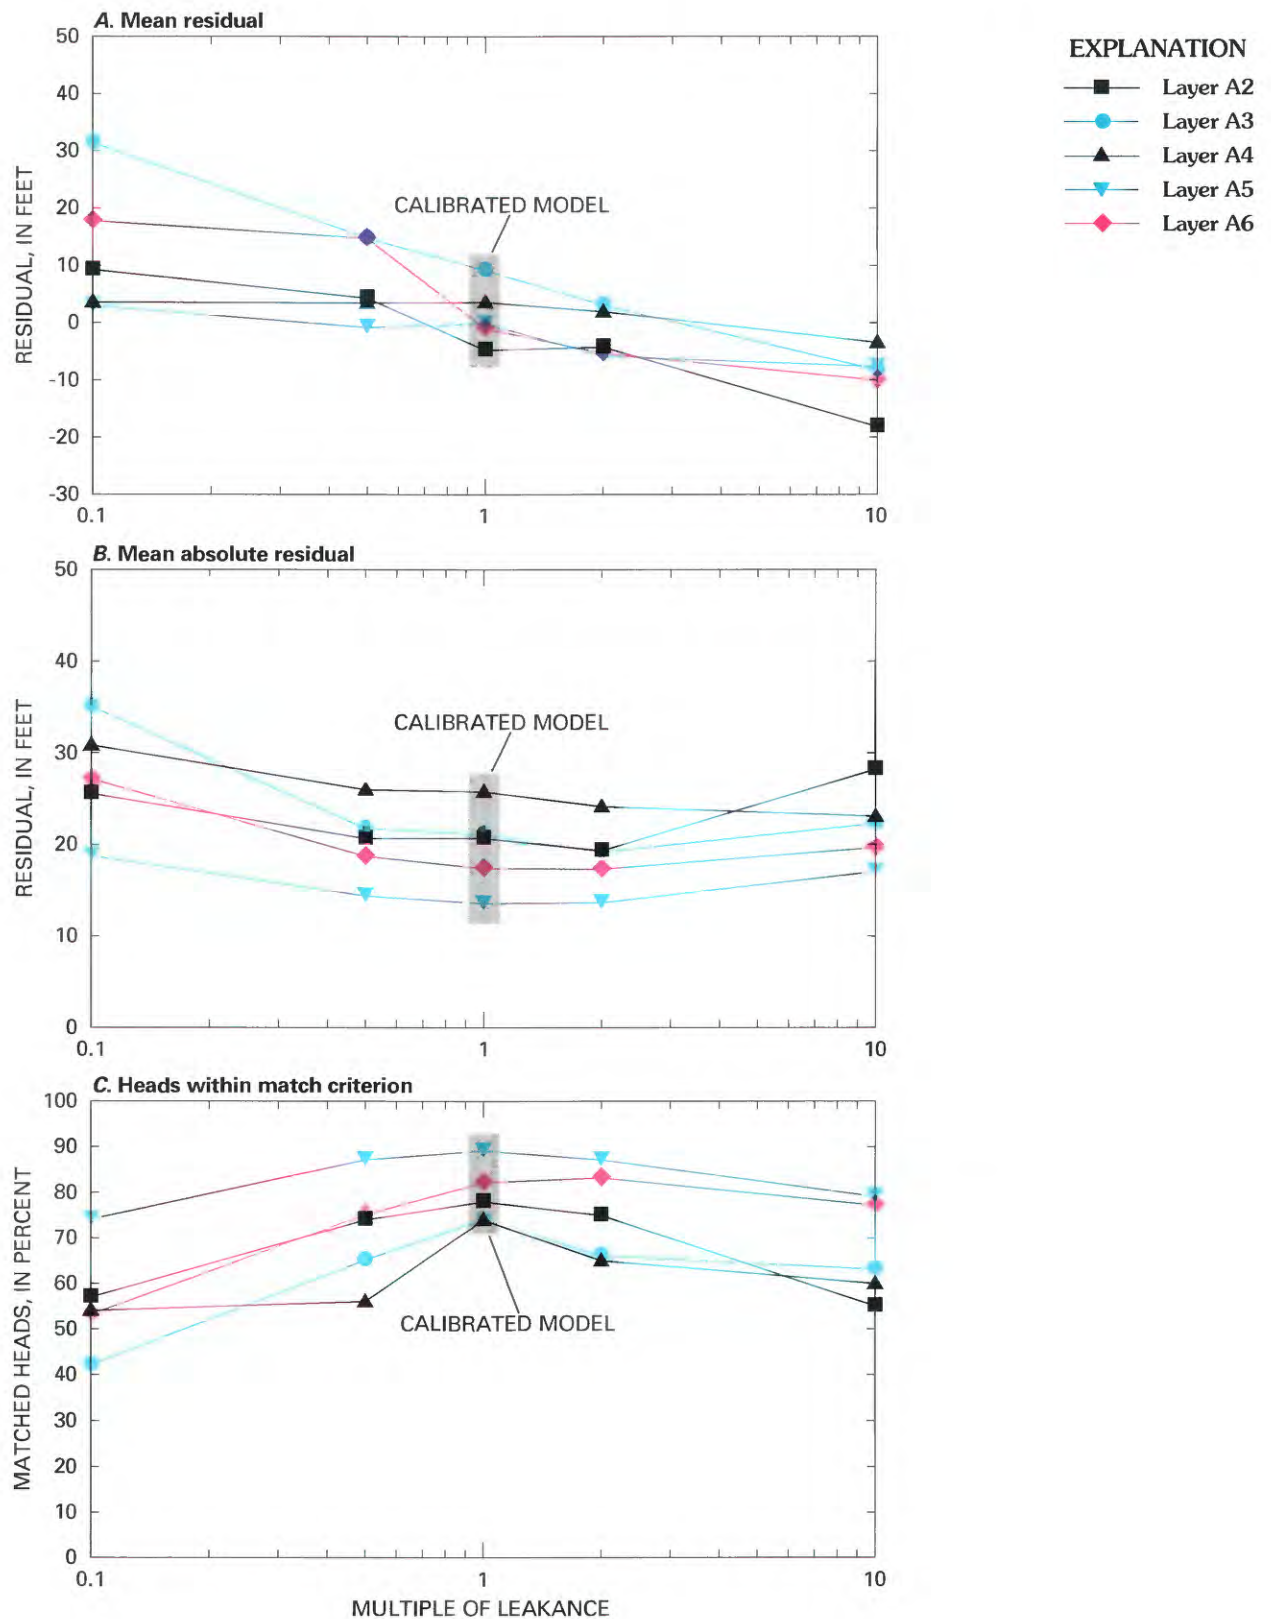 A. Mean residual
50
40
30
20
10
0
-10
-20
-30
RESIDUAL, IN FEET
CALIBRATED MODEL
0.1
1
10
EXPLANATION
Layer A2
Layer A3
Layer A4
Layer A5
Layer A6
B. Mean absolute residual
50
40
30
20
10
0
RESIDUAL, IN FEET
CALIBRATED MODEL
0.1
1
10
C. Heads within match criterion
100
90
80
70
60
50
40
30
20
10
0
MATCHED HEADS, IN PERCENT
CALIBRATED MODEL
0.1
1
10
MULTIPLE OF LEAKANCE